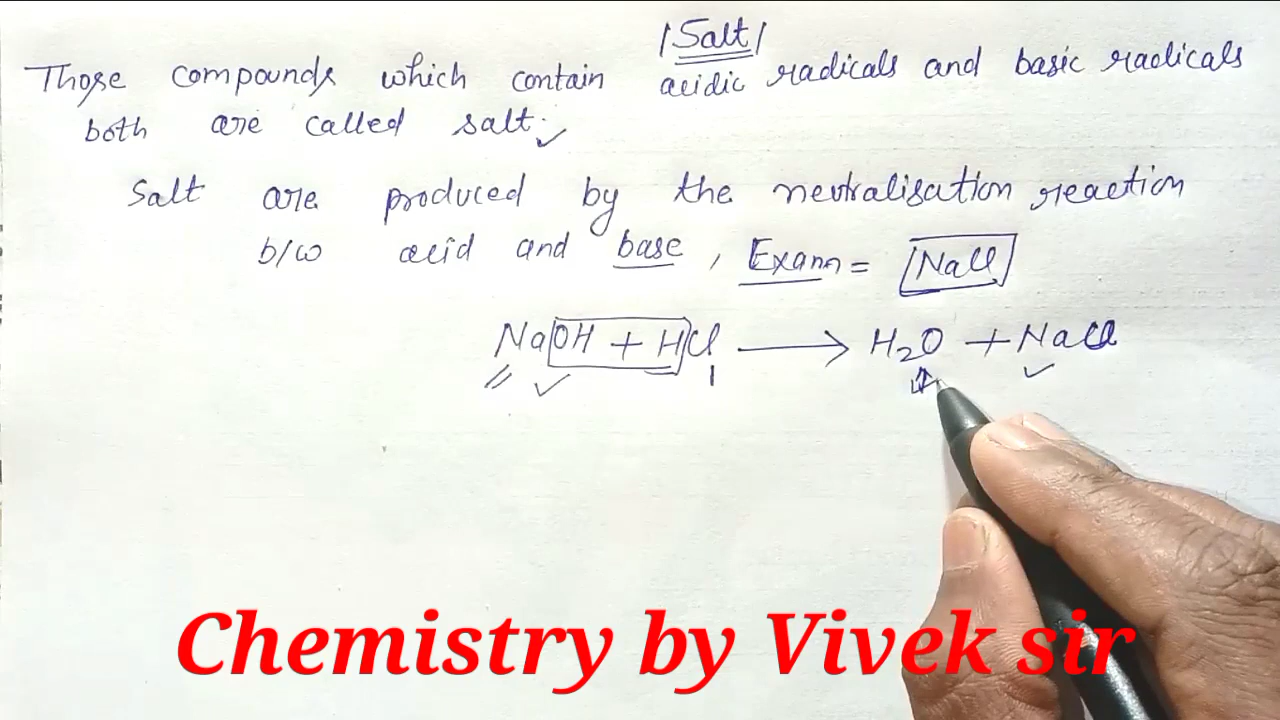 |Salt|
Those compounds which contain acidic radicals and basic radicals
both are called salt.
Salt are produced by the neutralisation reaction
b/w acid and base, Exam = NaCl
NaOH + HCl → H₂O + NaCl
Chemistry by Vivek sir